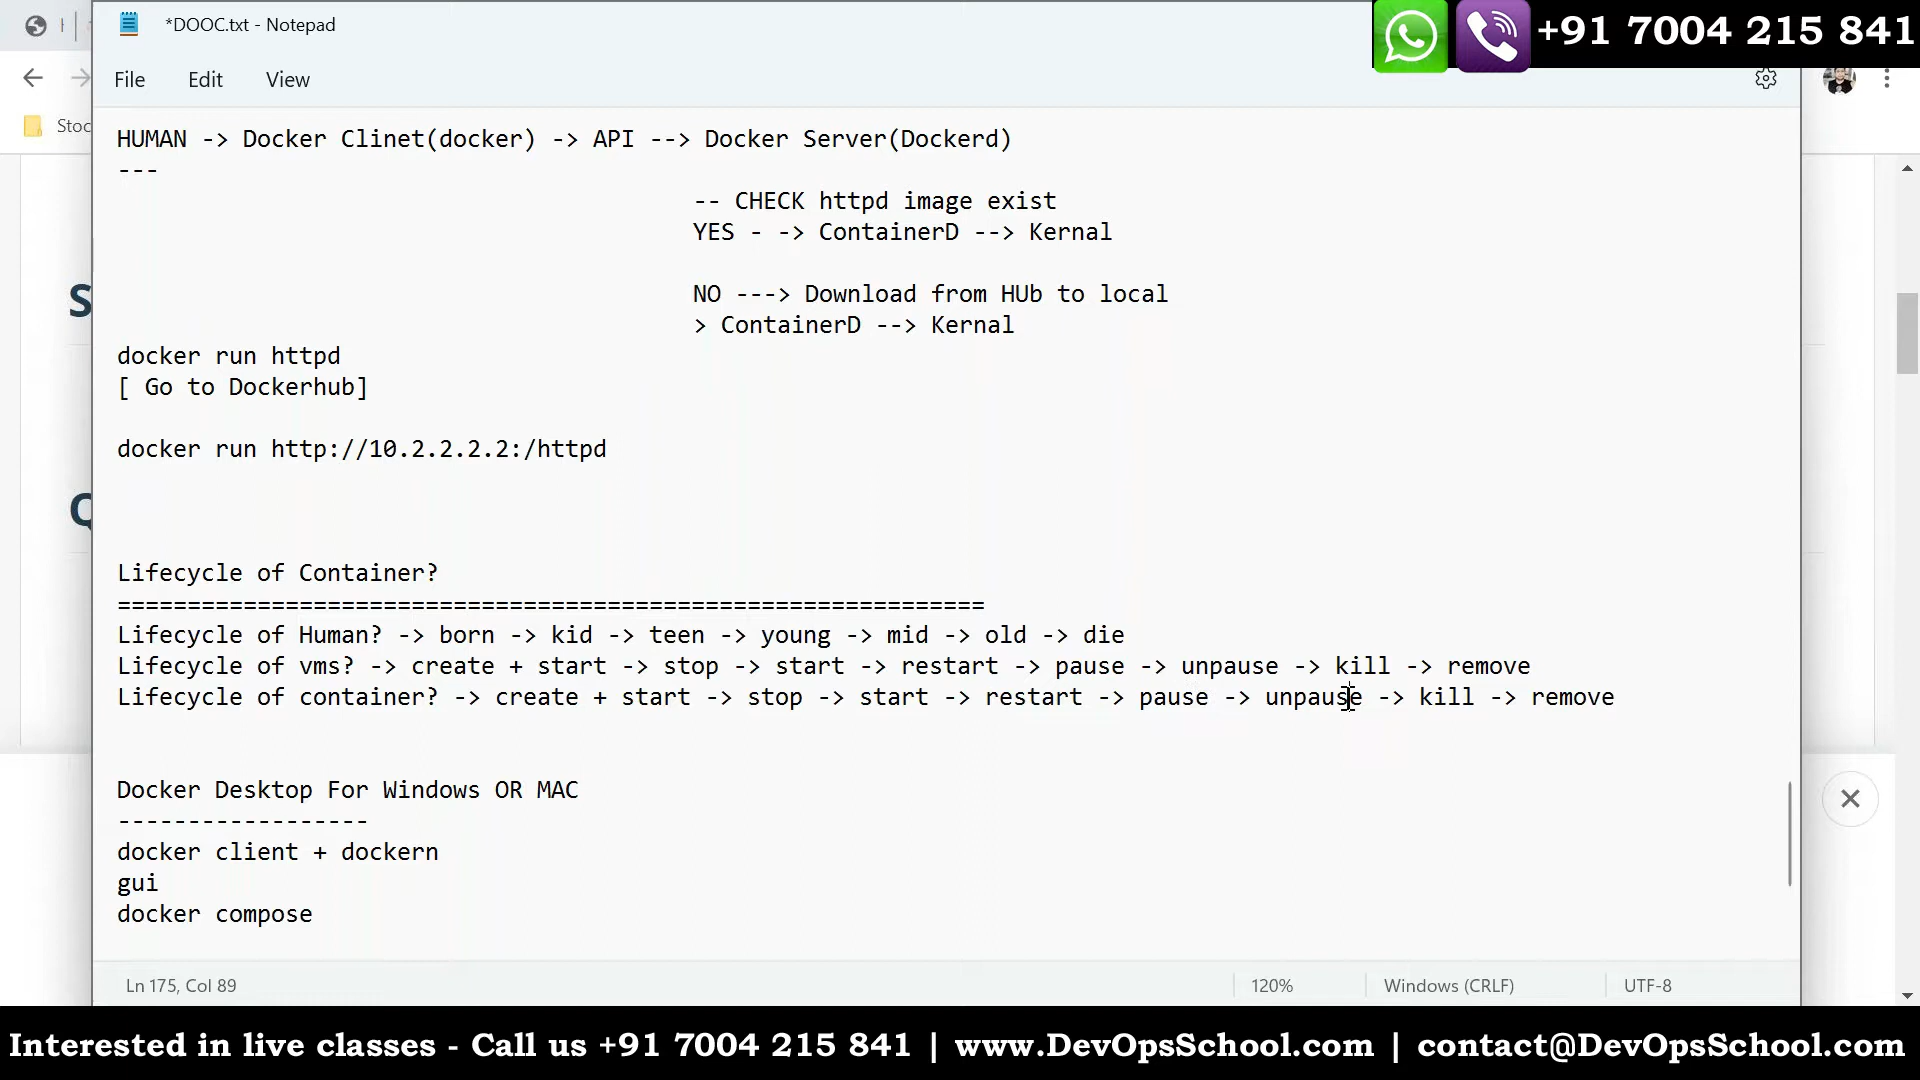 *DOOC.txt - Notepad
+91 7004 215 841
File Edit View
Stoc
HUMAN -> Docker Clinet(docker) -> API --> Docker Server(Dockerd)
---
-- CHECK httpd image exist
YES - -> ContainerD --> Kernal
NO ---> Download from HUb to local
> ContainerD --> Kernal
docker run httpd
[ Go to Dockerhub]
docker run http://10.2.2.2.2:/httpd
Lifecycle of Container?
==============================================================
Lifecycle of Human? -> born -> kid -> teen -> young -> mid -> old -> die
Lifecycle of vms? -> create + start -> stop -> start -> restart -> pause -> unpause -> kill -> remove
Lifecycle of container? -> create + start -> stop -> start -> restart -> pause -> unpause -> kill -> remove
Docker Desktop For Windows OR MAC
------------------
docker client + dockern
gui
docker compose
Ln 175, Col 89 120% Windows (CRLF) UTF-8
Interested in live classes - Call us +91 7004 215 841 | www.DevOpsSchool.com | contact@DevOpsSchool.com